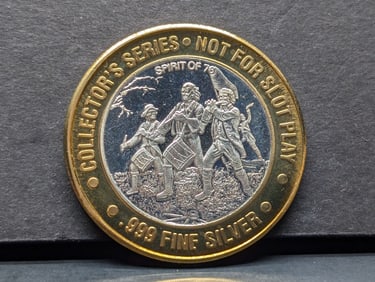 COLLECTOR'S SERIES • NOT FOR SLOT PLAY
SPIRIT OF 76
.999 FINE SILVER